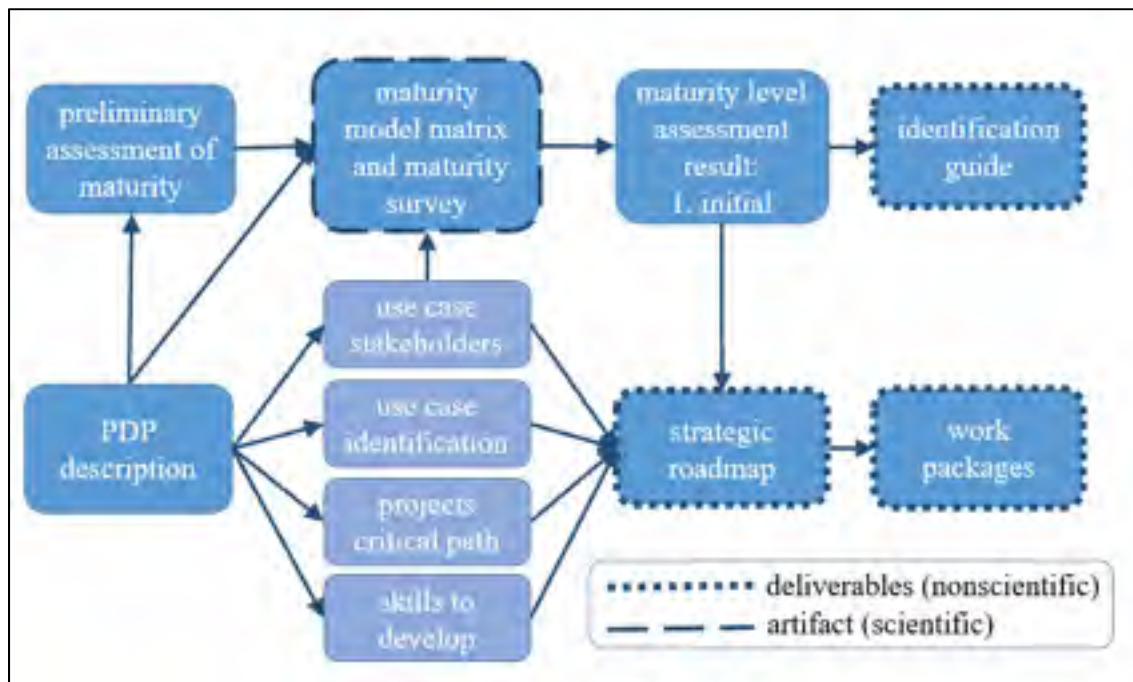 preliminary
assessment of
maturity
maturity
model matrix
and maturity
survey
maturity level
assessment
result:
1. initial
identification
guide
PDP
description
use case
stakeholders
use case
identification
projects
critical path
skills to
develop
strategic
roadmap
work
packages
deliverables (nonscientific)
artifact (scientific)